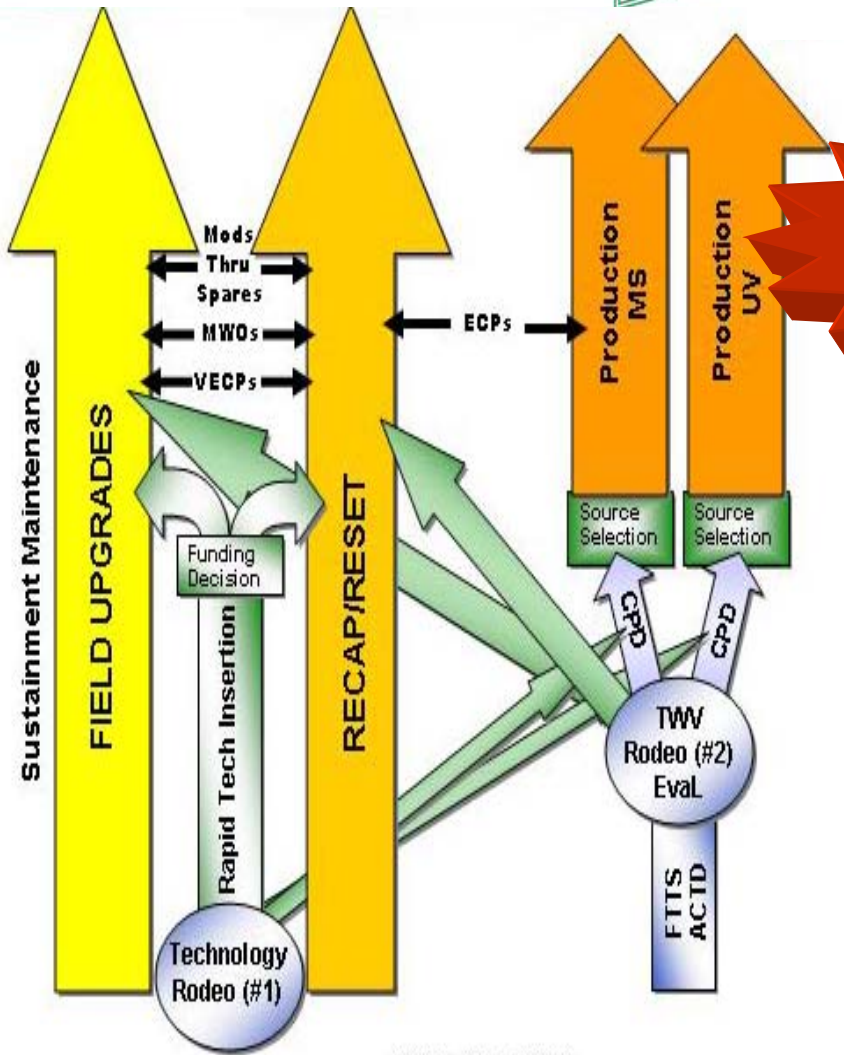 Sustainment Maintenance
FIELD UPGRADES
Mods
Thru
Spares
MWOs
VECPs
Funding
Decision
Rapid Tech Insertion
Technology
Rodeo (#1)
RECAP/RESET
ECPs
Production
MS
Production
UV
Source
Selection
Source
Selection
CPD
CPD
TWV
Rodeo (#2)
EvaL
FTTS
ACTD